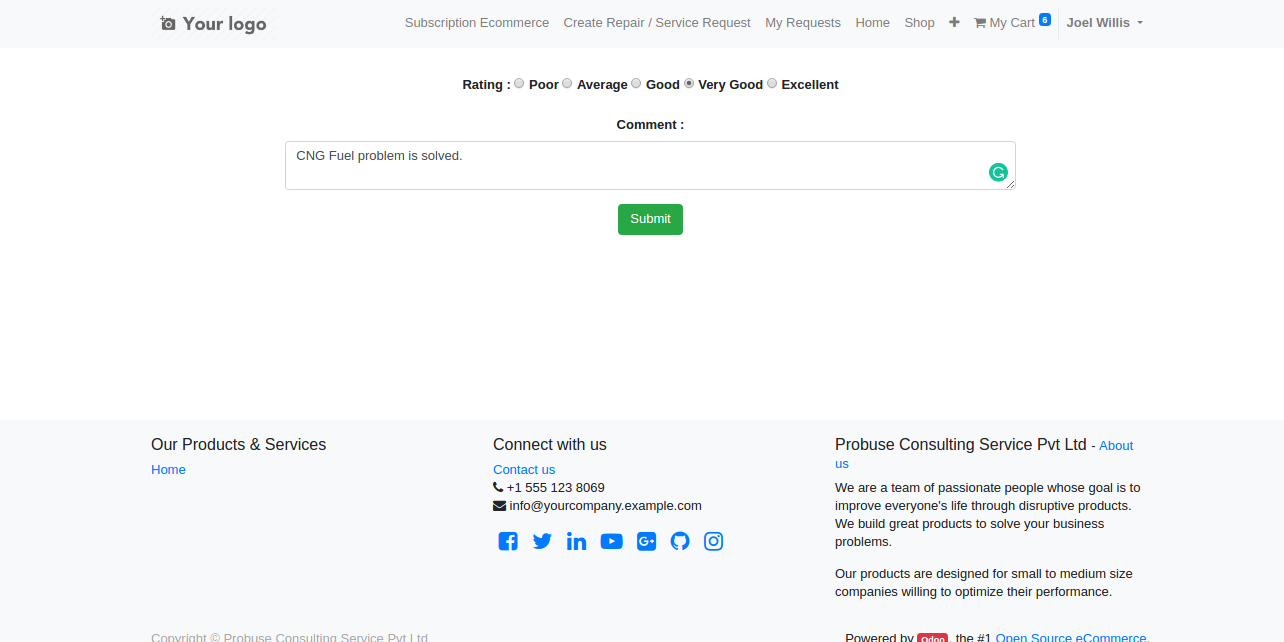 Your logo
Subscription Ecommerce Create Repair / Service Request My Requests Home Shop My Cart 6 Joel Willis
Rating : Poor Average Good Very Good Excellent
Comment :
CNG Fuel problem is solved.
Submit
Our Products & Services
Home
Connect with us
Contact us
+1 555 123 8069
info@yourcompany.example.com
Probuse Consulting Service Pvt Ltd - About
us
We are a team of passionate people whose goal is to
improve everyone's life through disruptive products.
We build great products to solve your business
problems.
Our products are designed for small to medium size
companies willing to optimize their performance.
Copyright © Probuse Consulting Service Pvt Ltd
Powered by Odoo, the #1 Open Source eCommerce.